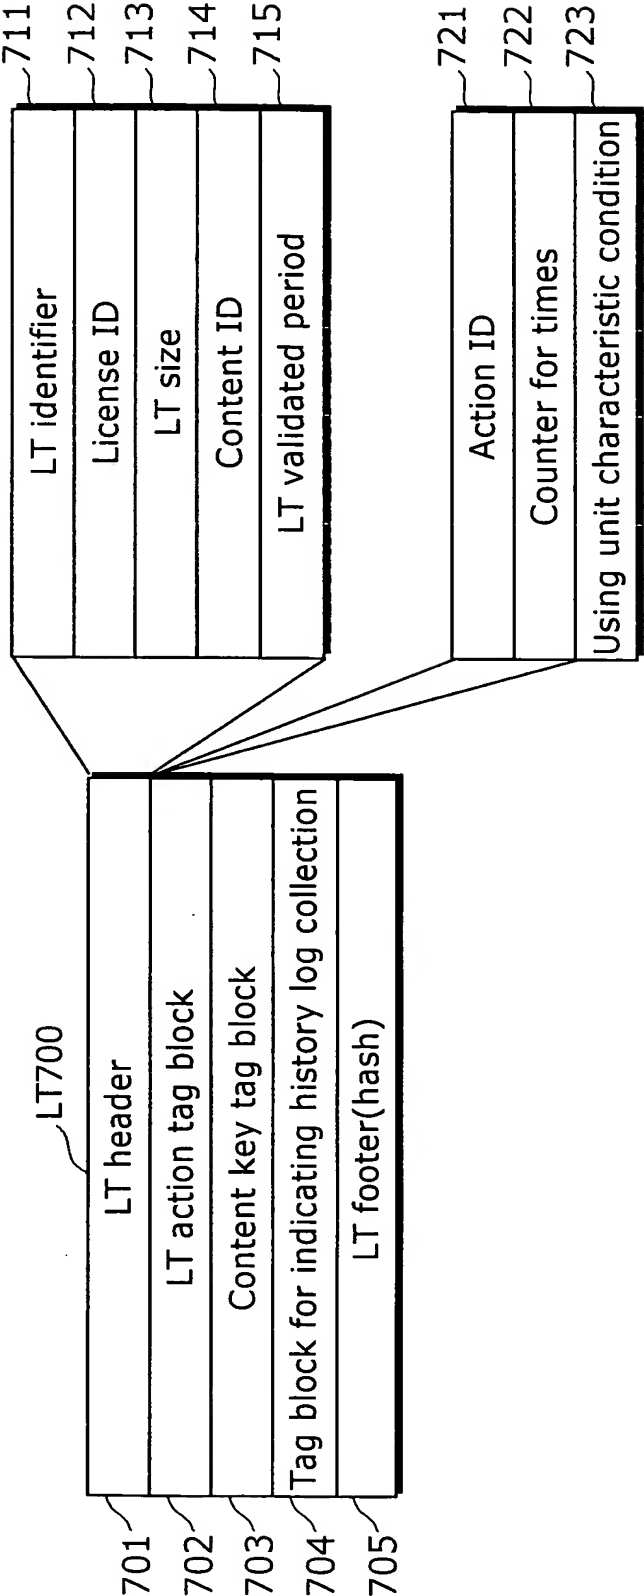 LT700
701
LT header
702
LT action tag block
703
Content key tag block
704
Tag block for indicating history log collection
705
LT footer(hash)
LT identifier
711
License ID
712
LT size
713
Content ID
714
LT validated period
715
Action ID
721
Counter for times
722
Using unit characteristic condition
723